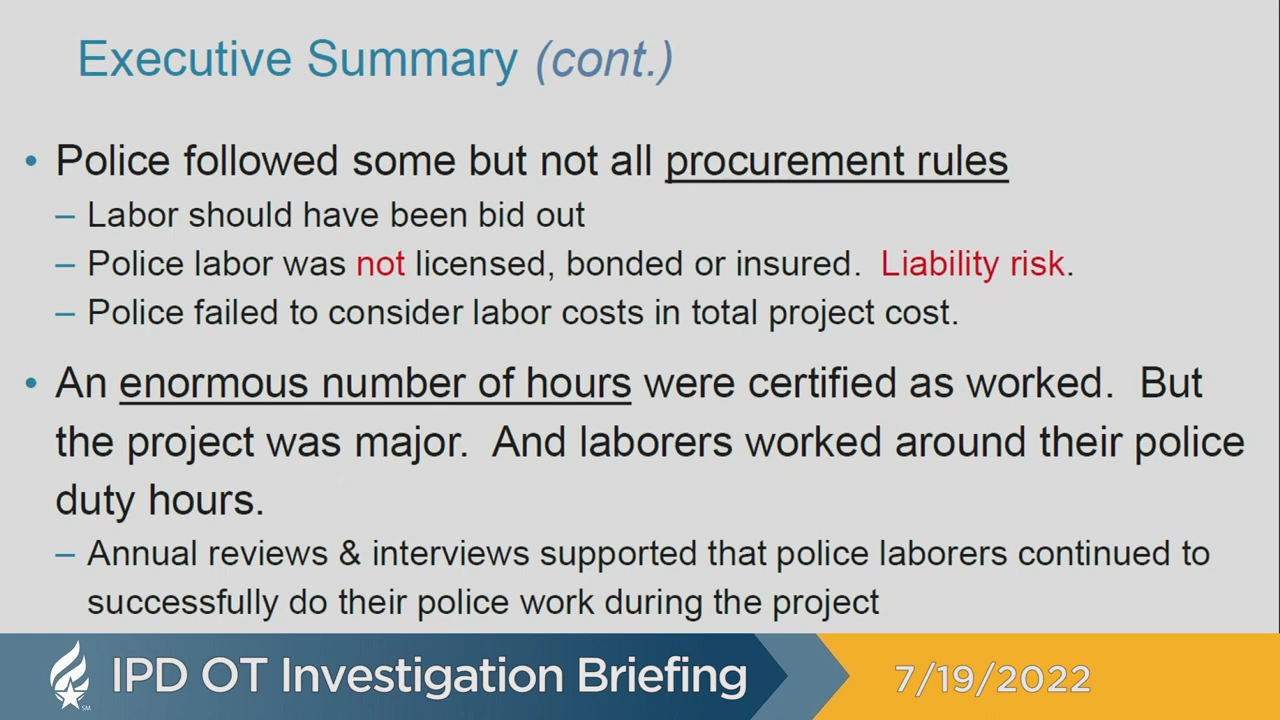 Executive Summary (cont.)
• Police followed some but not all procurement rules
– Labor should have been bid out
– Police labor was not licensed, bonded or insured.  Liability risk.
– Police failed to consider labor costs in total project cost.
• An enormous number of hours were certified as worked.  But
the project was major.  And laborers worked around their police
duty hours.
– Annual reviews & interviews supported that police laborers continued to
successfully do their police work during the project
IPD OT Investigation Briefing
7/19/2022
SM